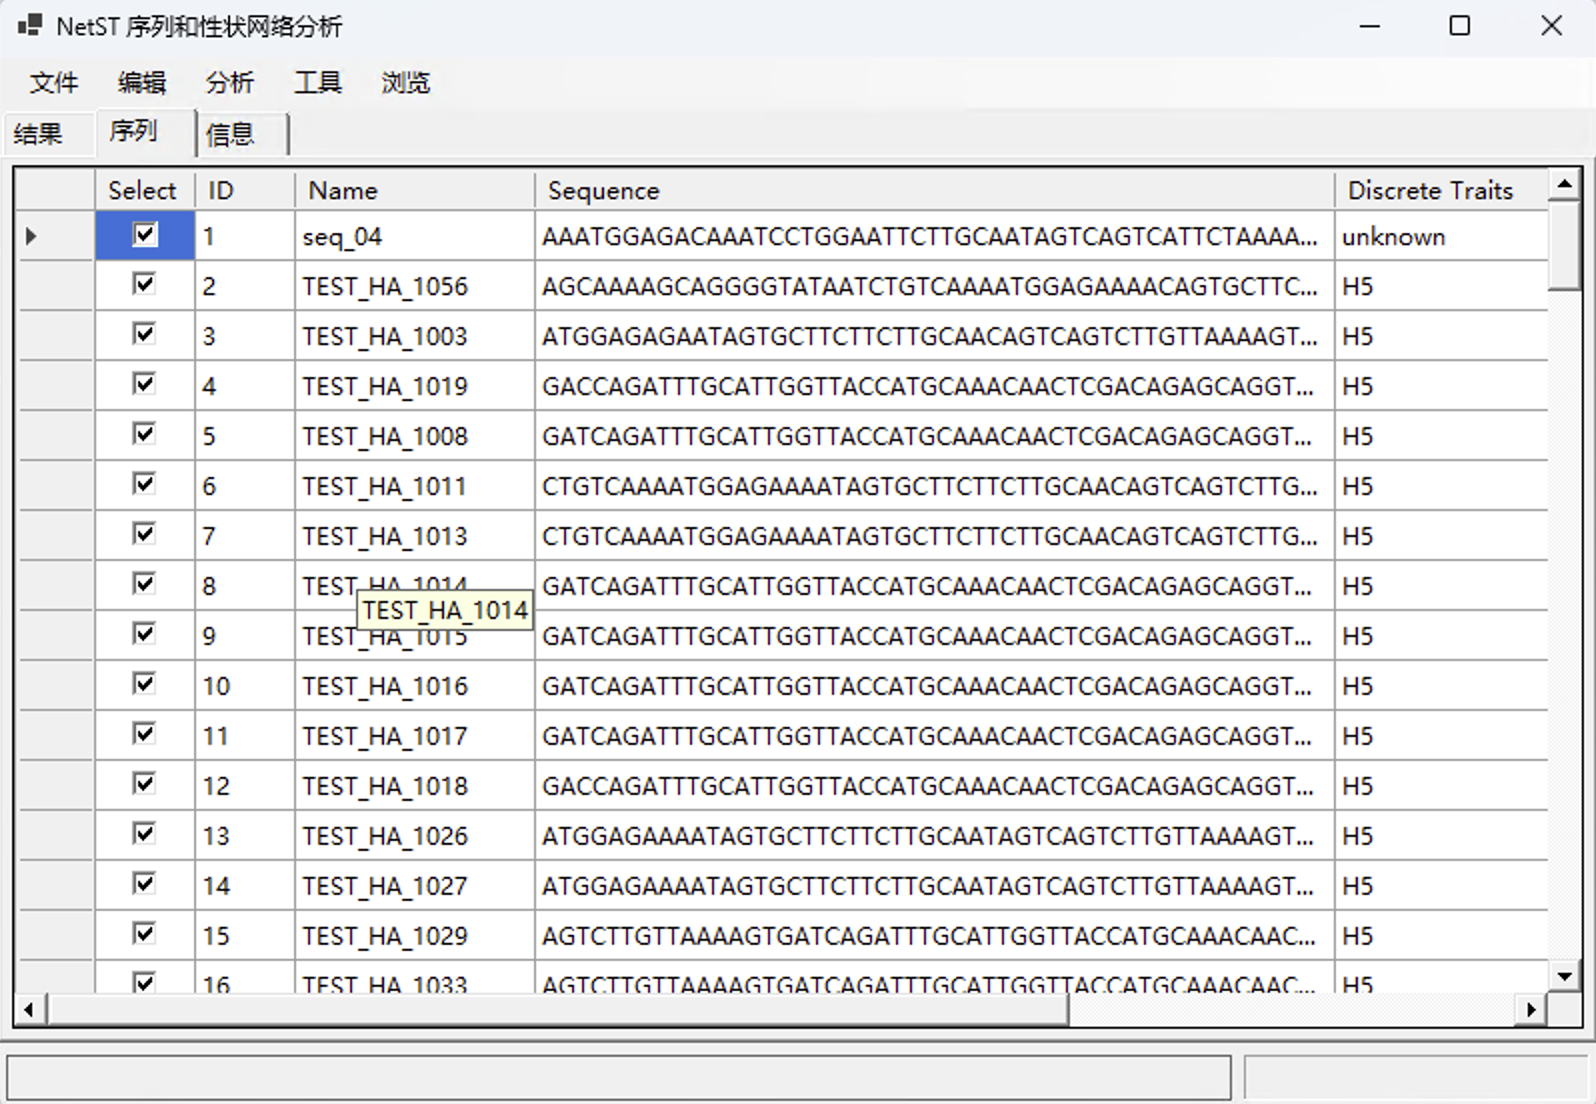 NetST 序列和性状网络分析
文件 编辑 分析 工具 浏览
结果 序列 信息
Select ID Name Sequence Discrete Traits
1 seq_04 AAATGGAGACAAATCCTGGAATTCTTGCAATAGTCAGTCATTCTAAAA... unknown
2 TEST_HA_1056 AGCAAAAGCAGGGGTATAATCTGTCAAAATGGAGAAAACAGTGCTTC... H5
3 TEST_HA_1003 ATGGAGAGAATAGTGCTTCTTCTTGCAACAGTCAGTCTTGTTAAAAGT... H5
4 TEST_HA_1019 GACCAGATTTGCATTGGTTACCATGCAAACAACTCGACAGAGCAGGT... H5
5 TEST_HA_1008 GATCAGATTTGCATTGGTTACCATGCAAACAACTCGACAGAGCAGGT... H5
6 TEST_HA_1011 CTGTCAAAATGGAGAAAATAGTGCTTCTTCTTGCAACAGTCAGTCTTG... H5
7 TEST_HA_1013 CTGTCAAAATGGAGAAAATAGTGCTTCTTCTTGCAACAGTCAGTCTTG... H5
8 TEST_HA_1014 GATCAGATTTGCATTGGTTACCATGCAAACAACTCGACAGAGCAGGT... H5
TEST_HA_1014
9 TEST_HA_1015 GATCAGATTTGCATTGGTTACCATGCAAACAACTCGACAGAGCAGGT... H5
10 TEST_HA_1016 GATCAGATTTGCATTGGTTACCATGCAAACAACTCGACAGAGCAGGT... H5
11 TEST_HA_1017 GATCAGATTTGCATTGGTTACCATGCAAACAACTCGACAGAGCAGGT... H5
12 TEST_HA_1018 GACCAGATTTGCATTGGTTACCATGCAAACAACTCGACAGAGCAGGT... H5
13 TEST_HA_1026 ATGGAGAAAATAGTGCTTCTTCTTGCAATAGTCAGTCTTGTTAAAAGT... H5
14 TEST_HA_1027 ATGGAGAAAATAGTGCTTCTTCTTGCAATAGTCAGTCTTGTTAAAAGT... H5
15 TEST_HA_1029 AGTCTTGTTAAAAGTGATCAGATTTGCATTGGTTACCATGCAAACAAC... H5
16 TEST_HA_1033 AGTCTTGTTAAAAGTGATCAGATTTGCATTGGTTACCATGCAAACAAC... H5